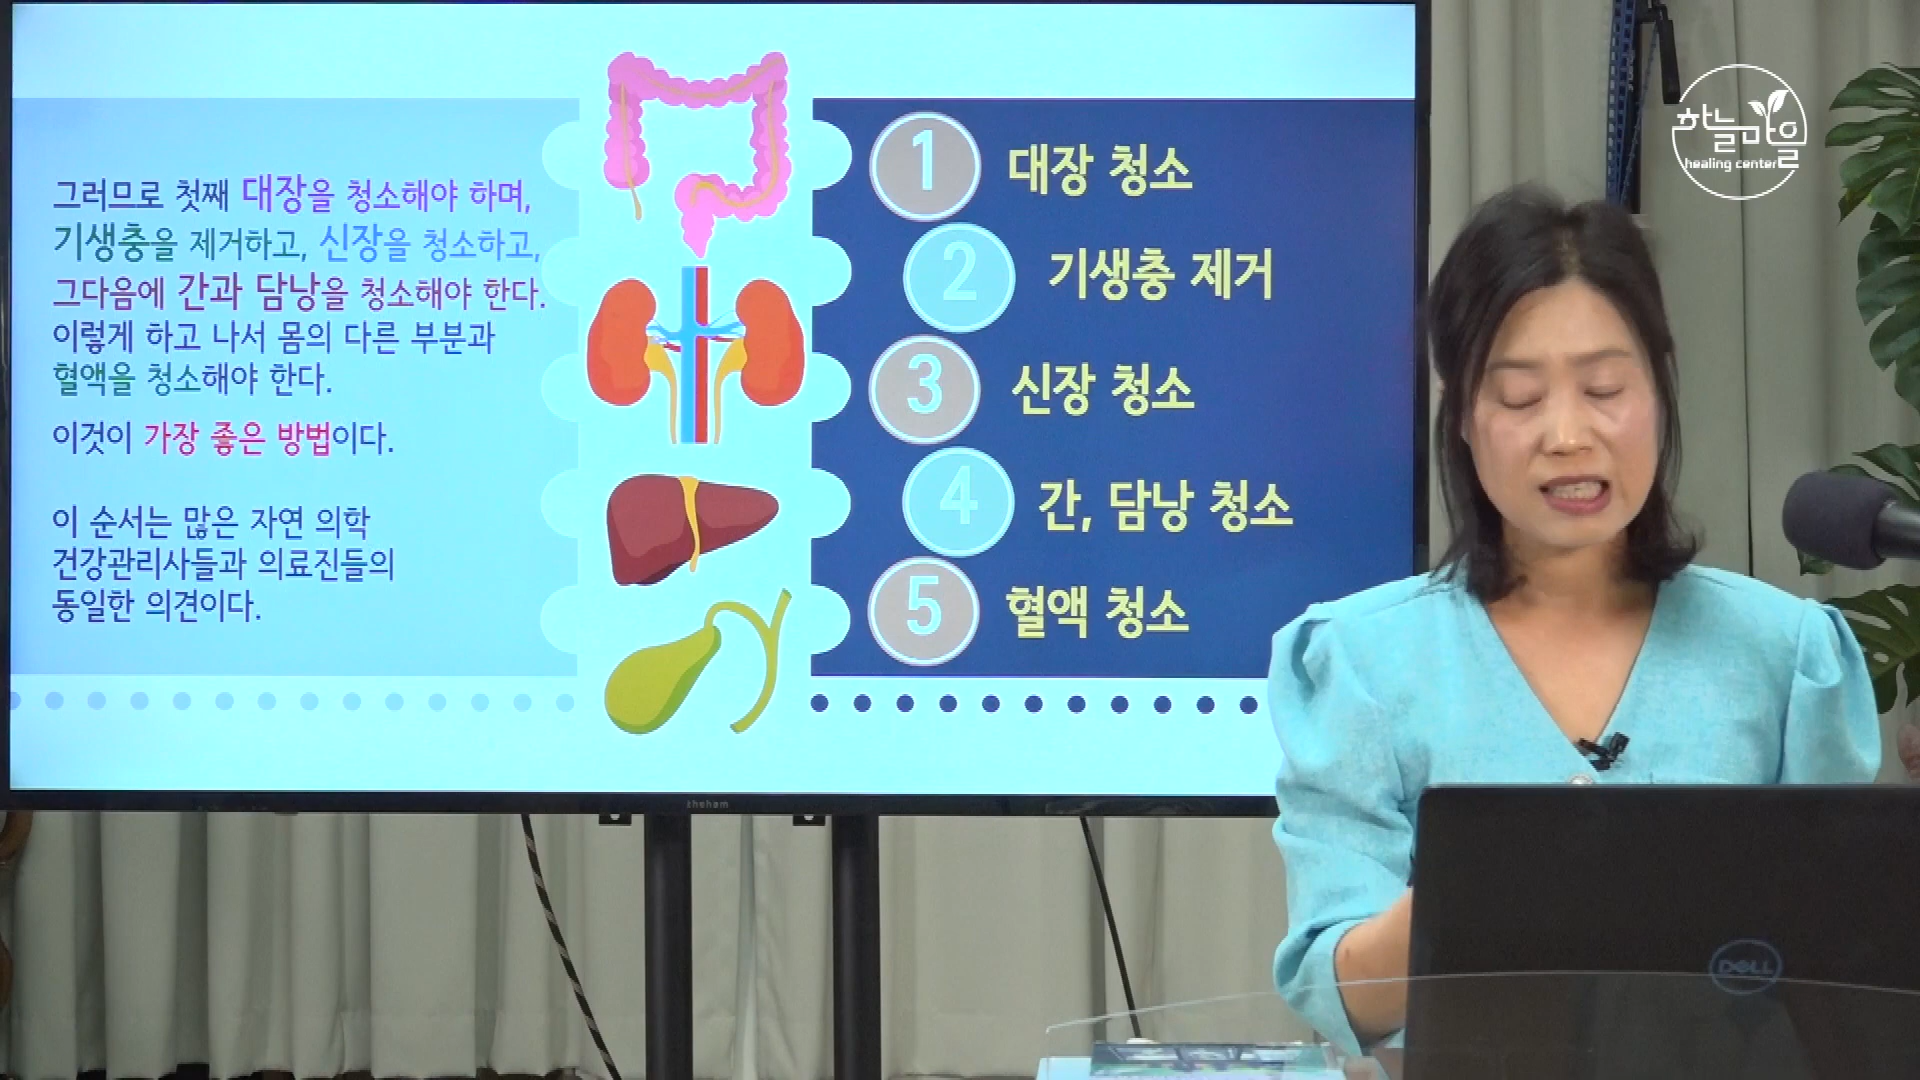 그러므로 첫째 대장을 청소해야 하며,
기생충을 제거하고, 신장을 청소하고,
그다음에 간과 담낭을 청소해야 한다.
이렇게 하고 나서 몸의 다른 부분과
혈액을 청소해야 한다.
이것이 가장 좋은 방법이다.
이 순서는 많은 자연 의학
건강관리사들과 의료진들의
동일한 의견이다.
1 대장 청소
2 기생충 제거
3 신장 청소
4 간, 담낭 청소
5 혈액 청소
하늘마을
healing center
zheham
DELL